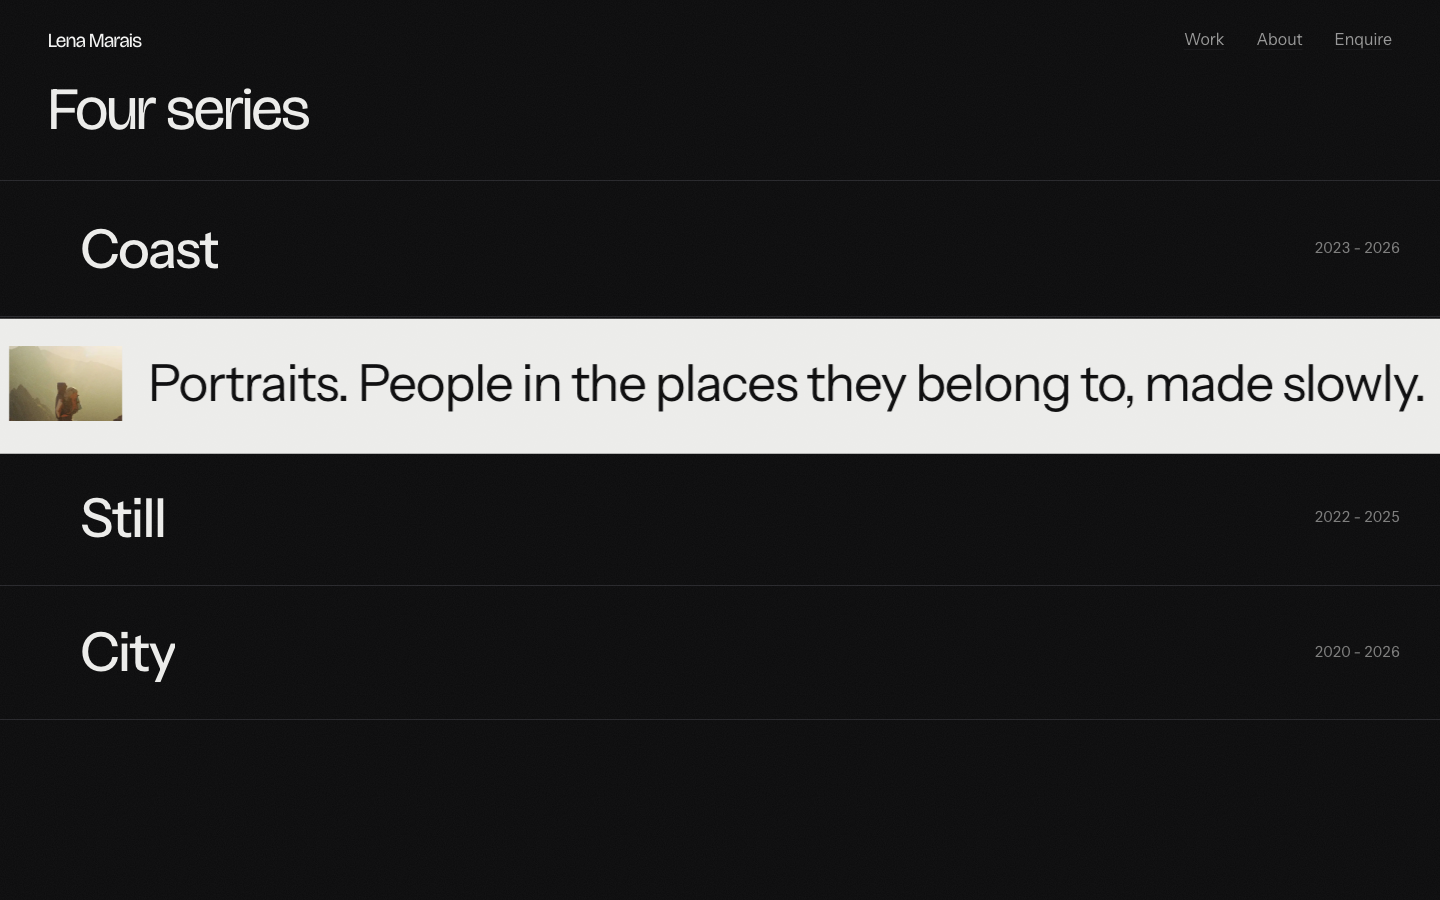 Lena Marais
Work About Enquire
Four series
Coast
2023 - 2026
Portraits. People in the places they belong to, made slowly.
Still
2022 - 2025
City
2020 - 2026